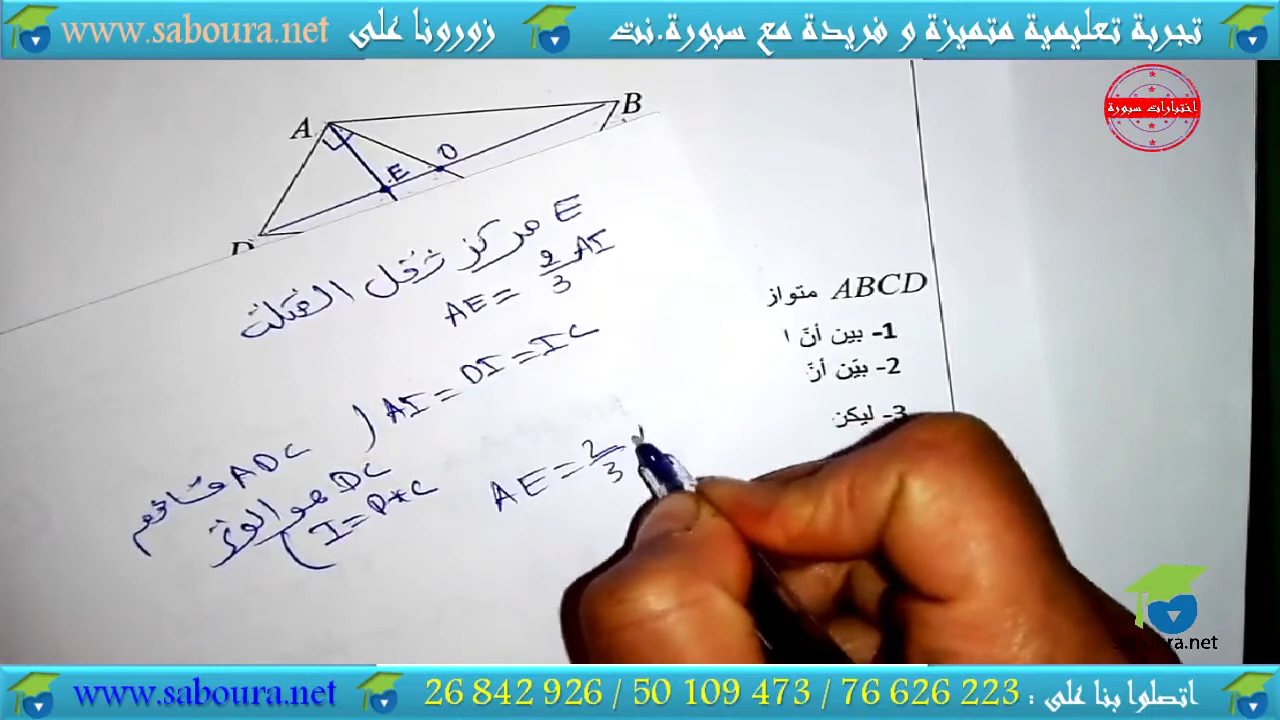 تجربة تعليمية متميزة و فريدة مع سبورة.نت زورونا على www.saboura.net
اختبارات سبورة
A
B
O
E
D
E مركز ثقل المثلث
AE = 2/3 AI
AI = DI = IC
ADC قائم
DC هو الوتر
I = D*C
AE = 2/3
ABCD متواز
1- بين أنّ ا
2- بيّن أنّ
3- ليكن
saboura.net
اتصلوا بنا على : 26 842 926 / 50 109 473 / 76 626 223 www.saboura.net